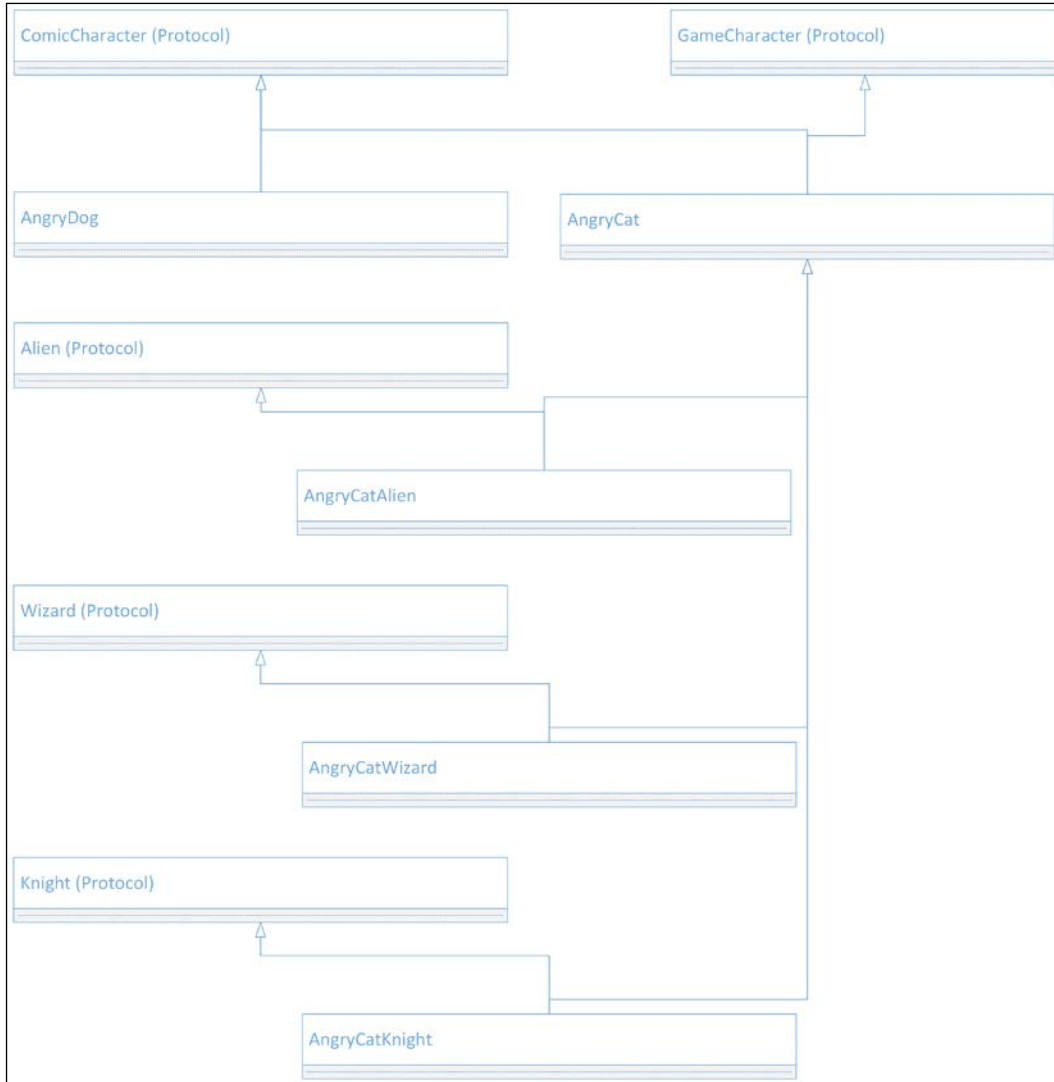 ComicCharacter (Protocol)
GameCharacter (Protocol)
AngryDog
AngryCat
Alien (Protocol)
AngryCatAlien
Wizard (Protocol)
AngryCatWizard
Knight (Protocol)
AngryCatKnight